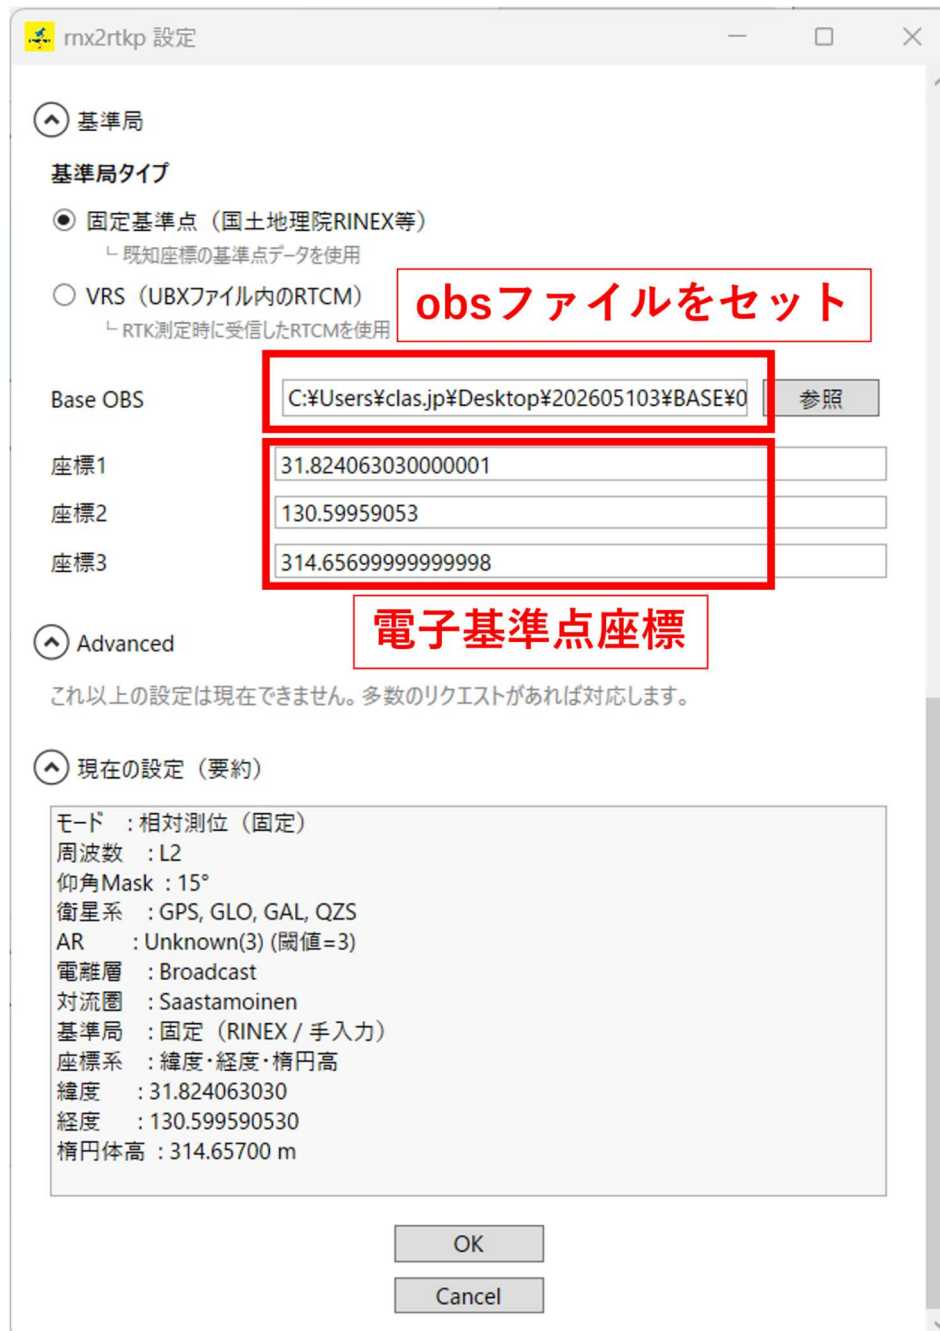 rnx2rtkp 設定
基準局
基準局タイプ
固定基準点（国土地理院RINEX等）
└ 既知座標の基準点データを使用
VRS（UBXファイル内のRTCM）
└ RTK測定時に受信したRTCMを使用
obsファイルをセット
Base OBS
C:¥Users¥clas.jp¥Desktop¥202605103¥BASE¥0
参照
座標1
31.824063030000001
座標2
130.59959053
座標3
314.65699999999998
電子基準点座標
Advanced
これ以上の設定は現在できません。多数のリクエストがあれば対応します。
現在の設定（要約）
モード : 相対測位（固定）
周波数 : L2
仰角Mask : 15°
衛星系 : GPS, GLO, GAL, QZS
AR : Unknown(3) (閾値=3)
電離層 : Broadcast
対流圏 : Saastamoinen
基準局 : 固定（RINEX / 手入力）
座標系 : 緯度・経度・楕円高
緯度 : 31.824063030
経度 : 130.599590530
楕円体高 : 314.65700 m
OK
Cancel